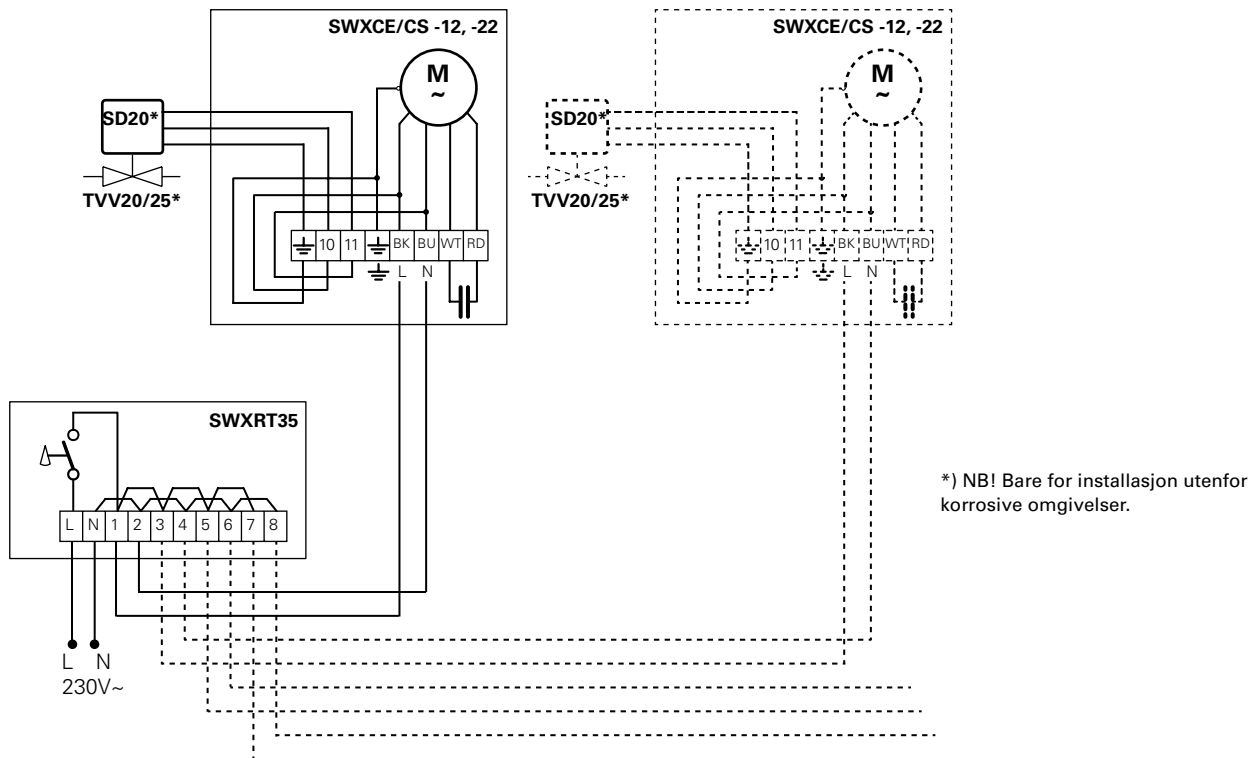 SWXCE/CS -12, -22
M
~
SD20*
TVV20/25*
10 11 BK BU WT RD
L N
SWXCE/CS -12, -22
M
~
SD20*
TVV20/25*
10 11 BK BU WT RD
L N
SWXRT35
L N 1 2 3 4 5 6 7 8
L N
230V~
*) NB! Bare for installasjon utenfor
korrosive omgivelser.